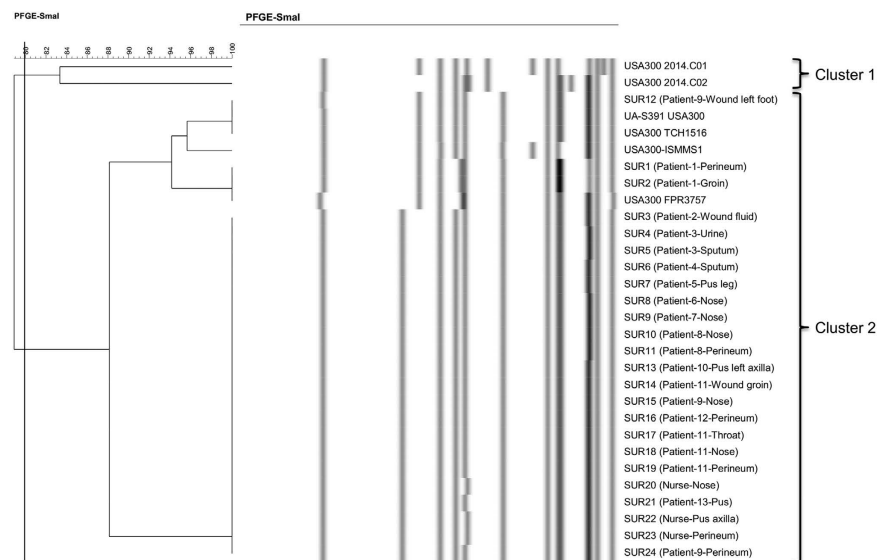 PFGE-SmaI
PFGE-SmaI
80 82 84 86 88 90 92 94 96 98 100
USA300 2014.C01
USA300 2014.C02
Cluster 1
SUR12 (Patient-9-Wound left foot)
UA-S391 USA300
USA300 TCH1516
USA300-ISMMS1
SUR1 (Patient-1-Perineum)
SUR2 (Patient-1-Groin)
USA300 FPR3757
SUR3 (Patient-2-Wound fluid)
SUR4 (Patient-3-Urine)
SUR5 (Patient-3-Sputum)
SUR6 (Patient-4-Sputum)
SUR7 (Patient-5-Pus leg)
SUR8 (Patient-6-Nose)
SUR9 (Patient-7-Nose)
SUR10 (Patient-8-Nose)
Cluster 2
SUR11 (Patient-8-Perineum)
SUR13 (Patient-10-Pus left axilla)
SUR14 (Patient-11-Wound groin)
SUR15 (Patient-9-Nose)
SUR16 (Patient-12-Perineum)
SUR17 (Patient-11-Throat)
SUR18 (Patient-11-Nose)
SUR19 (Patient-11-Perineum)
SUR20 (Nurse-Nose)
SUR21 (Patient-13-Pus)
SUR22 (Nurse-Pus axilla)
SUR23 (Nurse-Perineum)
SUR24 (Patient-9-Perineum)